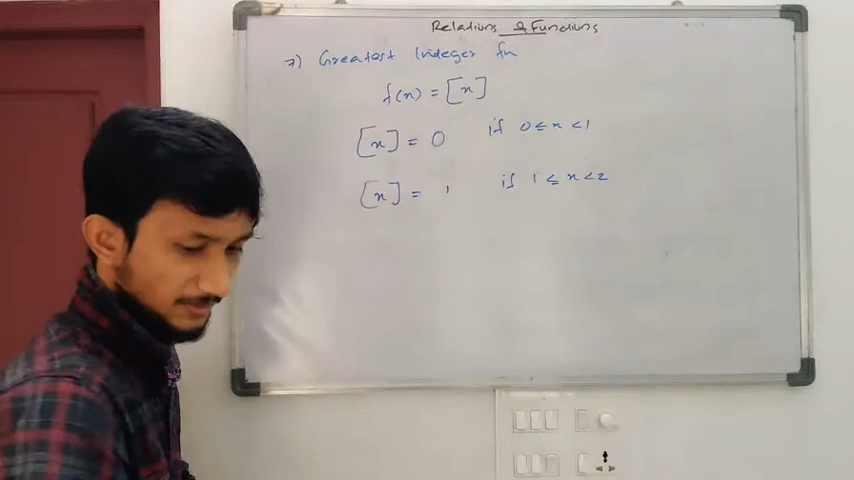 Relations & Functions
7) Greatest Integer fn
f(x) = [x]
[x] = 0 if 0 ≤ x < 1
[x] = 1 if 1 ≤ x < 2